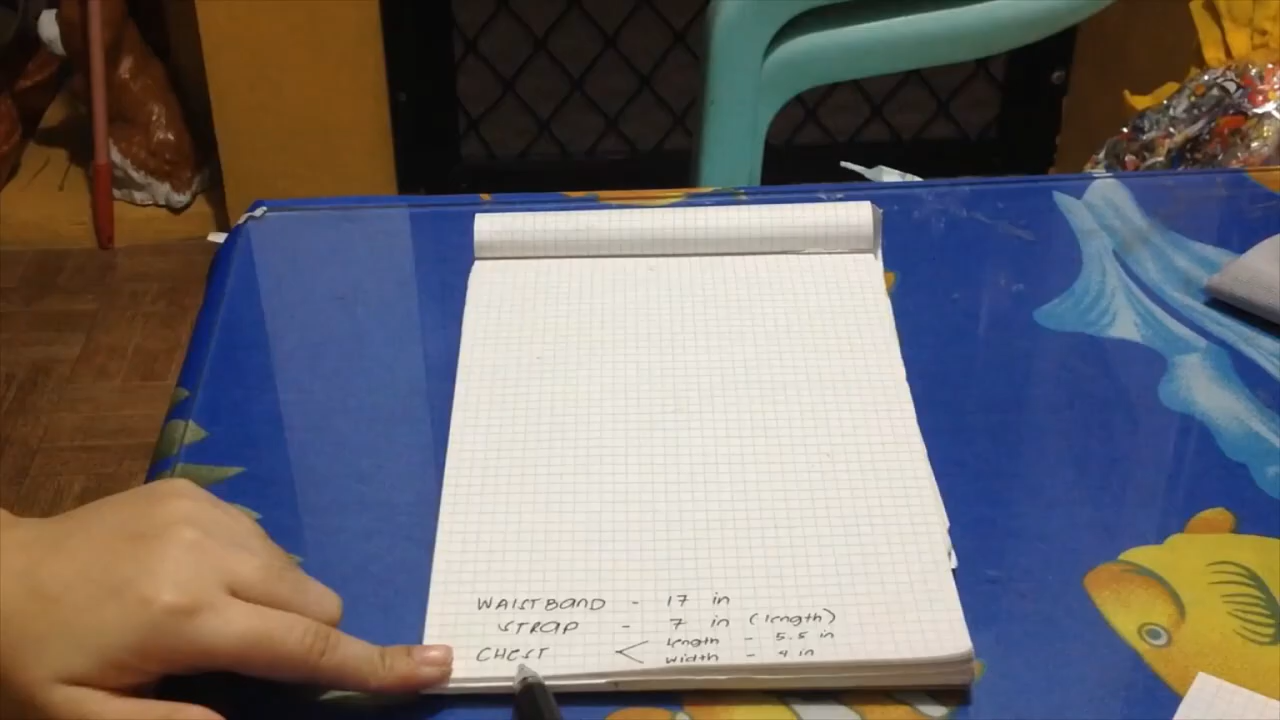 WAISTBAND - 17 in
STRAP - 7 in (length)
CHEST < length - 5.5 in
width - 4 in